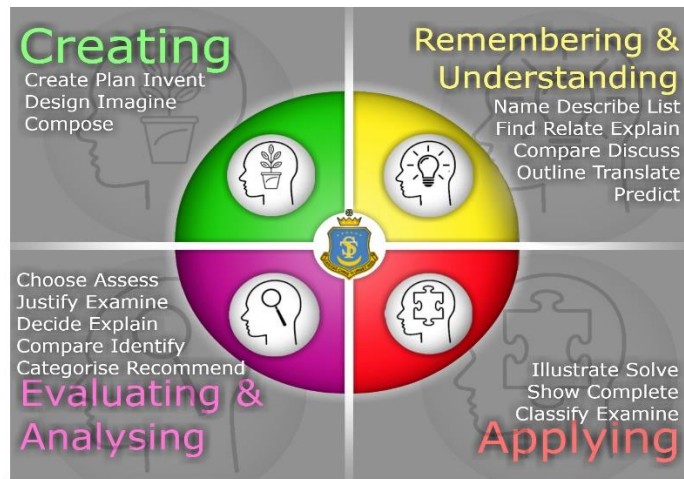 Creating
Create Plan Invent
Design Imagine
Compose
Remembering &
Understanding
Name Describe List
Find Relate Explain
Compare Discuss
Outline Translate
Predict
Choose Assess
Justify Examine
Decide Explain
Compare Identify
Categorise Recommend
Evaluating &
Analysing
Illustrate Solve
Show Complete
Classify Examine
Applying